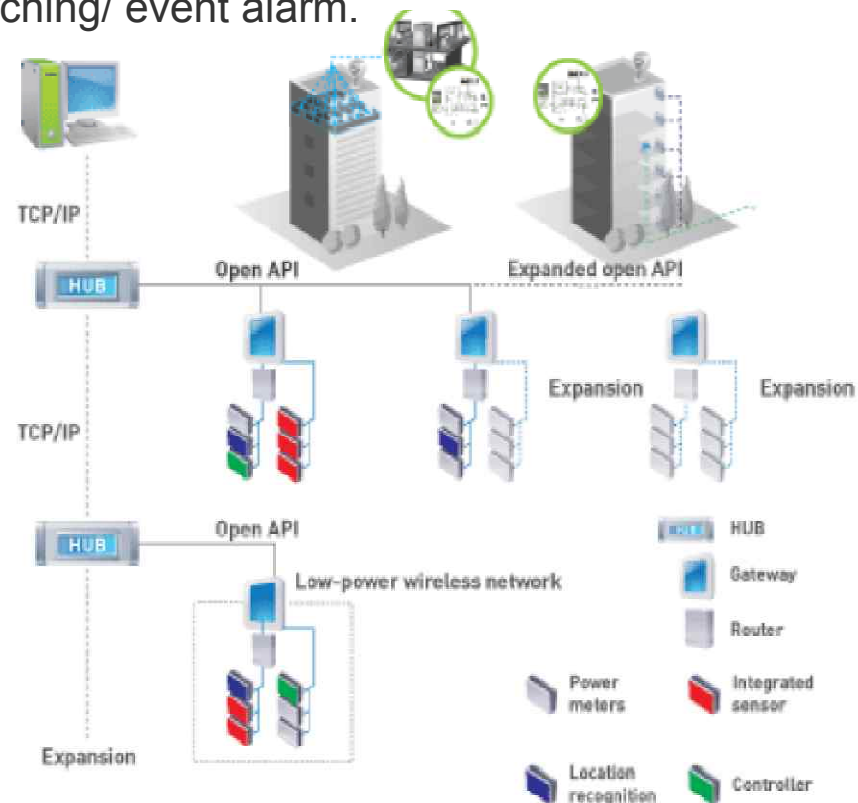 ching/ event alarm.
TCP/IP
Open API
Expanded open API
HUB
Expansion
Expansion
TCP/IP
Open API
HUB
HUB
Low-power wireless network
Gateway
Router
Power
meters
Integrated
sensor
Expansion
Location
recognition
Controller